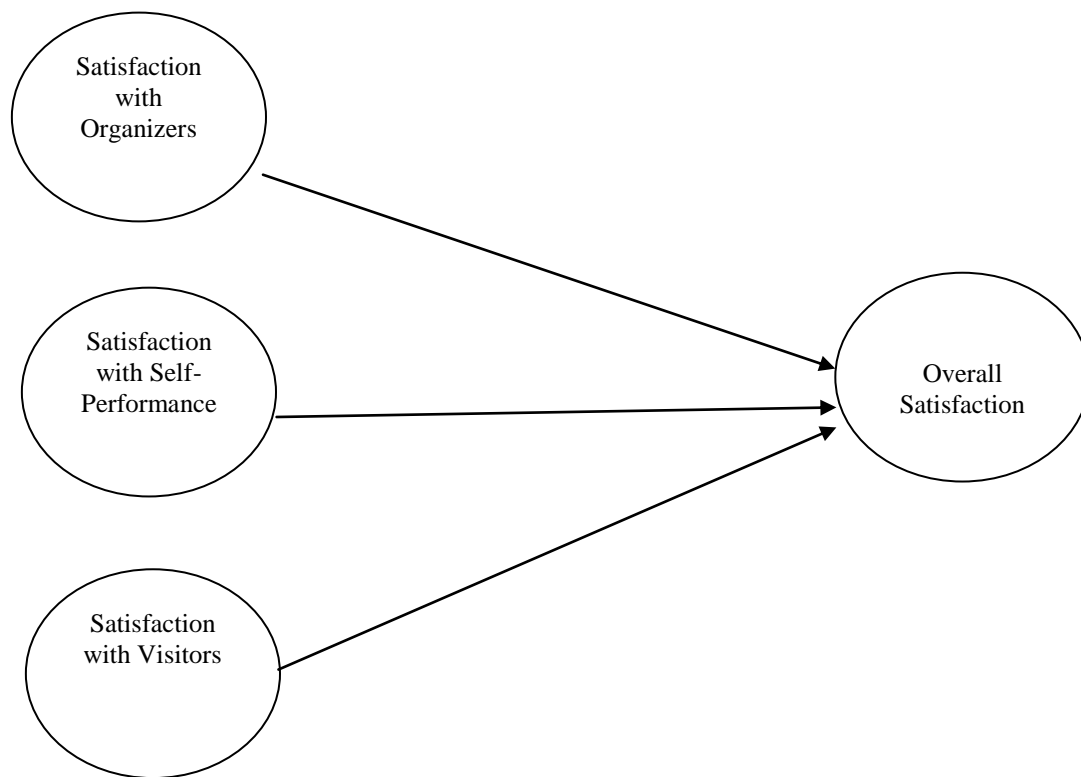 Satisfaction
with
Organizers
Satisfaction
with Self-
Performance
Overall
Satisfaction
Satisfaction
with Visitors